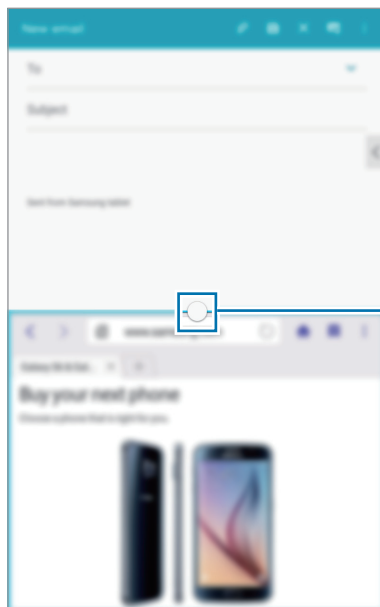 New email
To
Subject
Sent from Samsung tablet
Buy your next phone
Choose a phone that is right for you.